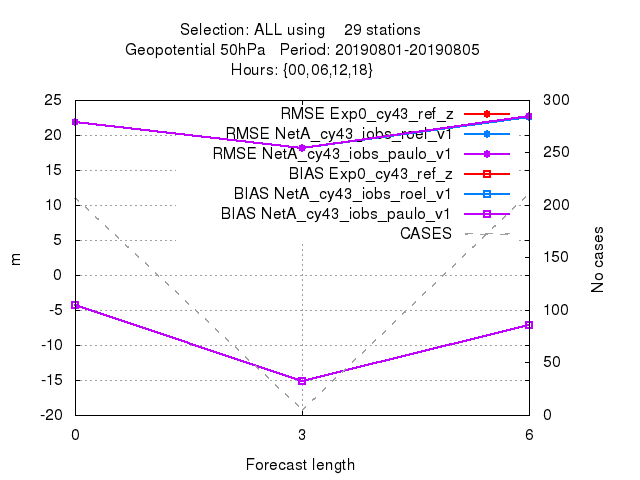 Selection: ALL using 29 stations
Geopotential 50hPa Period: 20190801-20190805
Hours: {00,06,12,18}
25
20
15
10
5
0
-5
-10
-15
-20
m
RMSE Exp0_cy43_ref_z
RMSE NetA_cy43_iobs_roel_v1
RMSE NetA_cy43_iobs_paulo_v1
BIAS Exp0_cy43_ref_z
BIAS NetA_cy43_iobs_roel_v1
BIAS NetA_cy43_iobs_paulo_v1
CASES
300
250
200
150
100
50
0
No cases
0 3 6
Forecast length